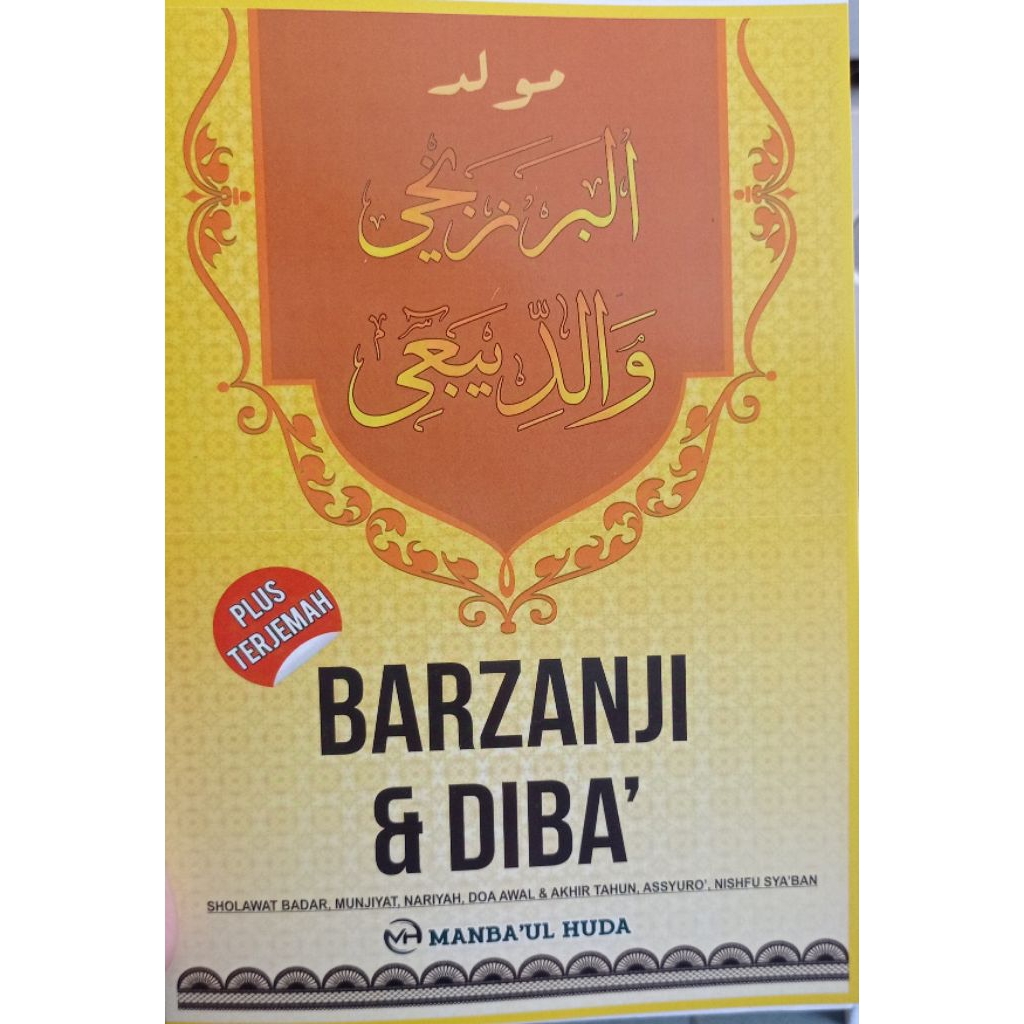 مولد
البرزنجي
والديبعي
PLUS
TERJEMAH
BARZANJI
& DIBA'
SHOLAWAT BADAR, MUNJIYAT, NARIYAH, DOA AWAL & AKHIR TAHUN, ASSYURO', NISHFU SYA'BAN
MH MANBA'UL HUDA